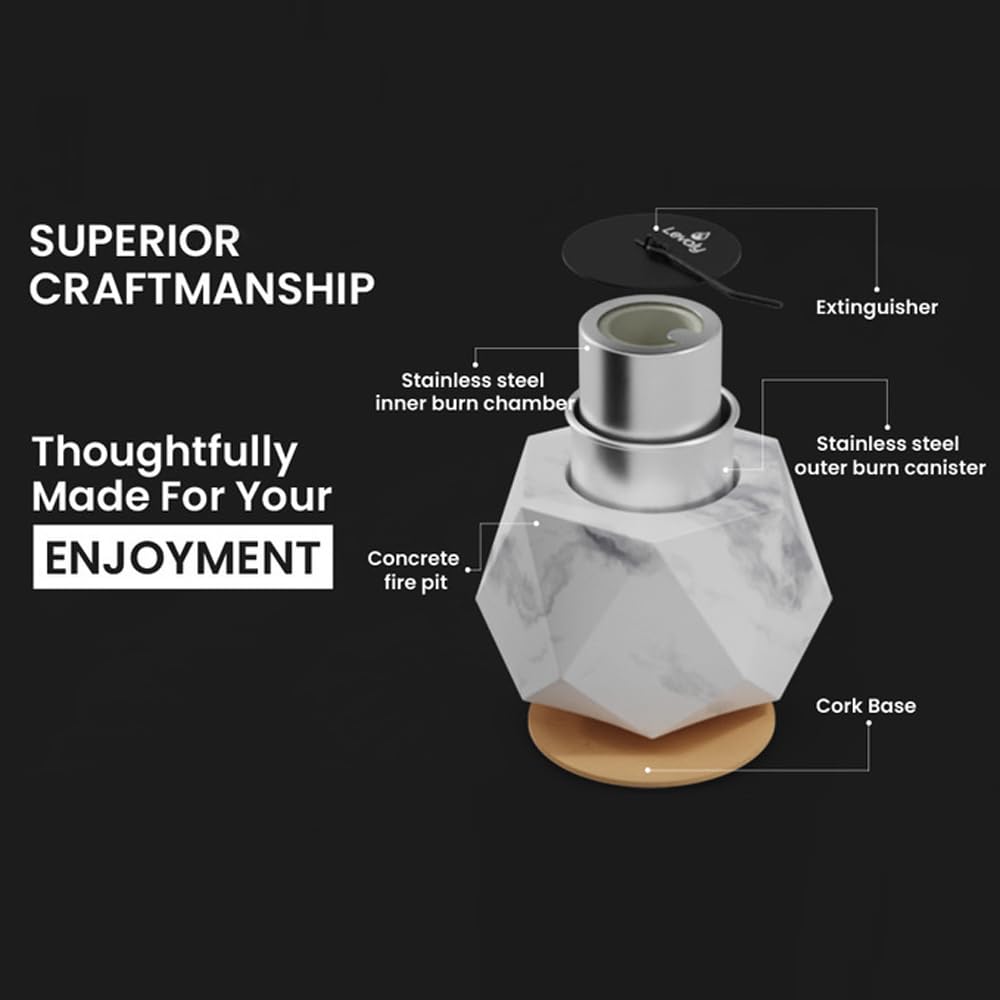 SUPERIOR
CRAFTMANSHIP
Thoughtfully
Made For Your
ENJOYMENT
Levoly
Extinguisher
Stainless steel
inner burn chamber
Stainless steel
outer burn canister
Concrete
fire pit
Cork Base